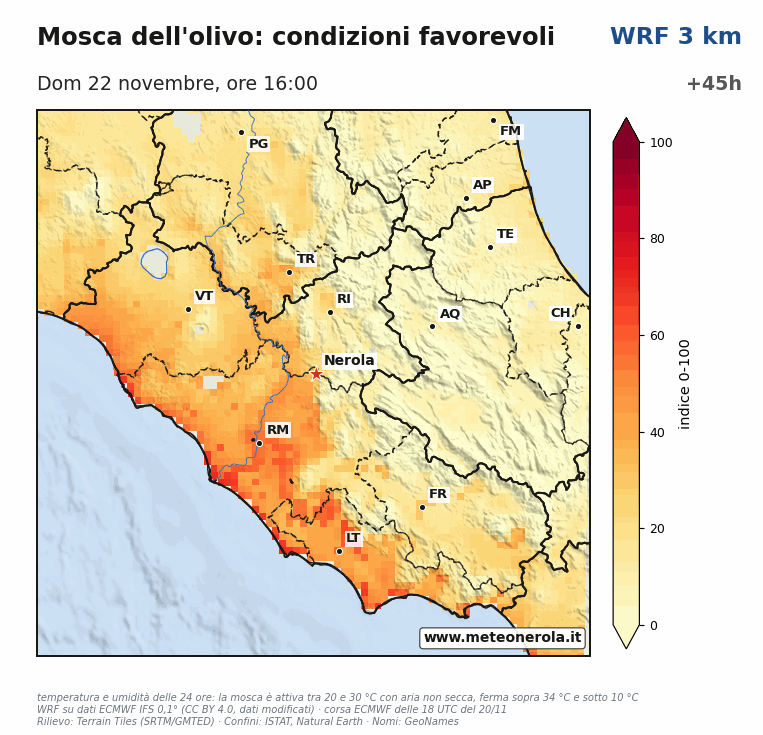 Mosca dell'olivo: condizioni favorevoli
WRF 3 km
Dom 22 novembre, ore 16:00
+45h
FM
PG
AP
TE
TR
VT
RI
AQ
CH
Nerola
RM
FR
LT
www.meteonerola.it
100
80
60
40
20
0
indice 0-100
temperatura e umidità delle 24 ore: la mosca è attiva tra 20 e 30 °C con aria non secca, ferma sopra 34 °C e sotto 10 °C
WRF su dati ECMWF IFS 0,1° (CC BY 4.0, dati modificati) · corsa ECMWF delle 18 UTC del 20/11
Rilievo: Terrain Tiles (SRTM/GMTED) · Confini: ISTAT, Natural Earth · Nomi: GeoNames